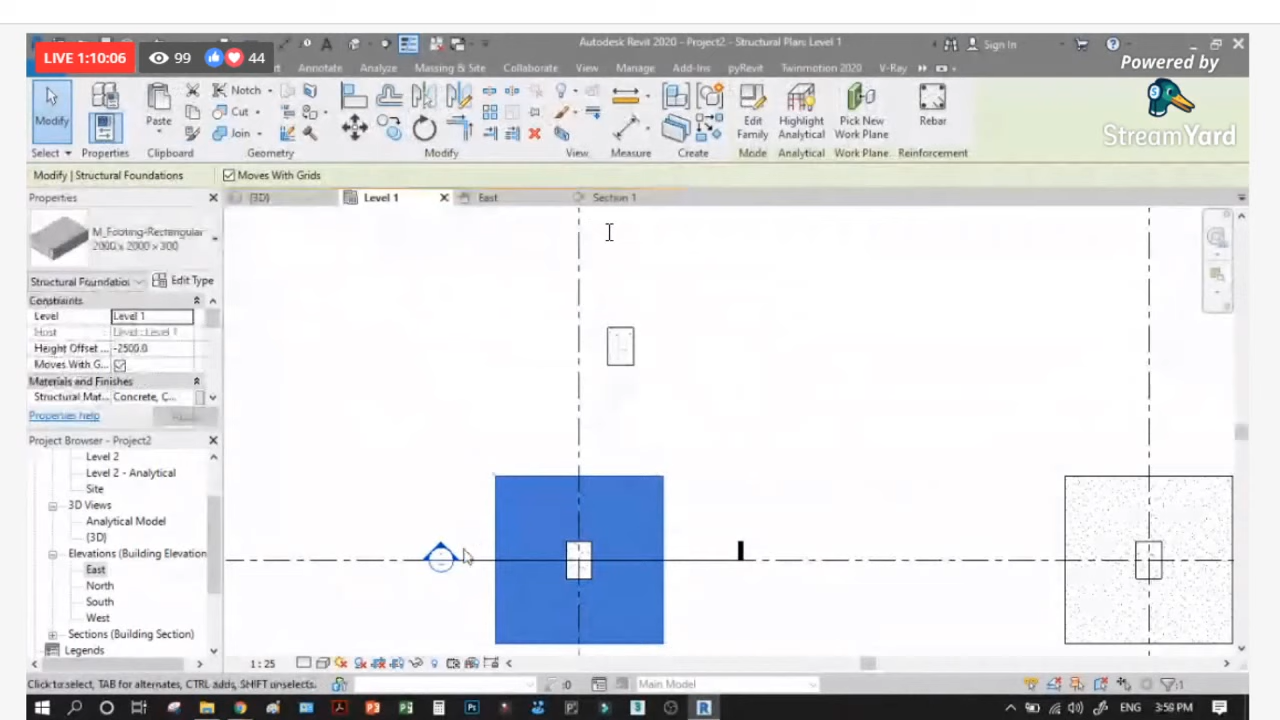 LIVE 1:10:06
99
44
Autodesk Revit 2020 - Project2 - Structural Plan: Level 1
Sign In
Powered by
StreamYard
Annotate Analyze Massing & Site Collaborate View Manage Add-Ins pyRevit Twinmotion 2020 V-Ray
Modify
Properties
Paste
Notch
Cut
Join
Edit Family
Highlight Analytical
Pick New Work Plane
Rebar
Select Properties Clipboard Geometry Modify View Measure Create Mode Analytical Work Plane Reinforcement
Modify | Structural Foundations
Moves With Grids
Properties
{3D}
Level 1
East
Section 1
M_Footing-Rectangular
2000 x 2000 x 300
Structural Foundation
Edit Type
Constraints
Level Level 1
Host Level : Level 1
Height Offset ... -2500.0
Moves With G...
Materials and Finishes
Structural Mat... Concrete, C...
Properties help
Project Browser - Project2
Level 2
Level 2 - Analytical
Site
3D Views
Analytical Model
{3D}
Elevations (Building Elevation
East
North
South
West
Sections (Building Section)
Legends
1 : 25
Click to select, TAB for alternates, CTRL adds, SHIFT unselects.
:0
Main Model
:1
ENG 3:59 PM